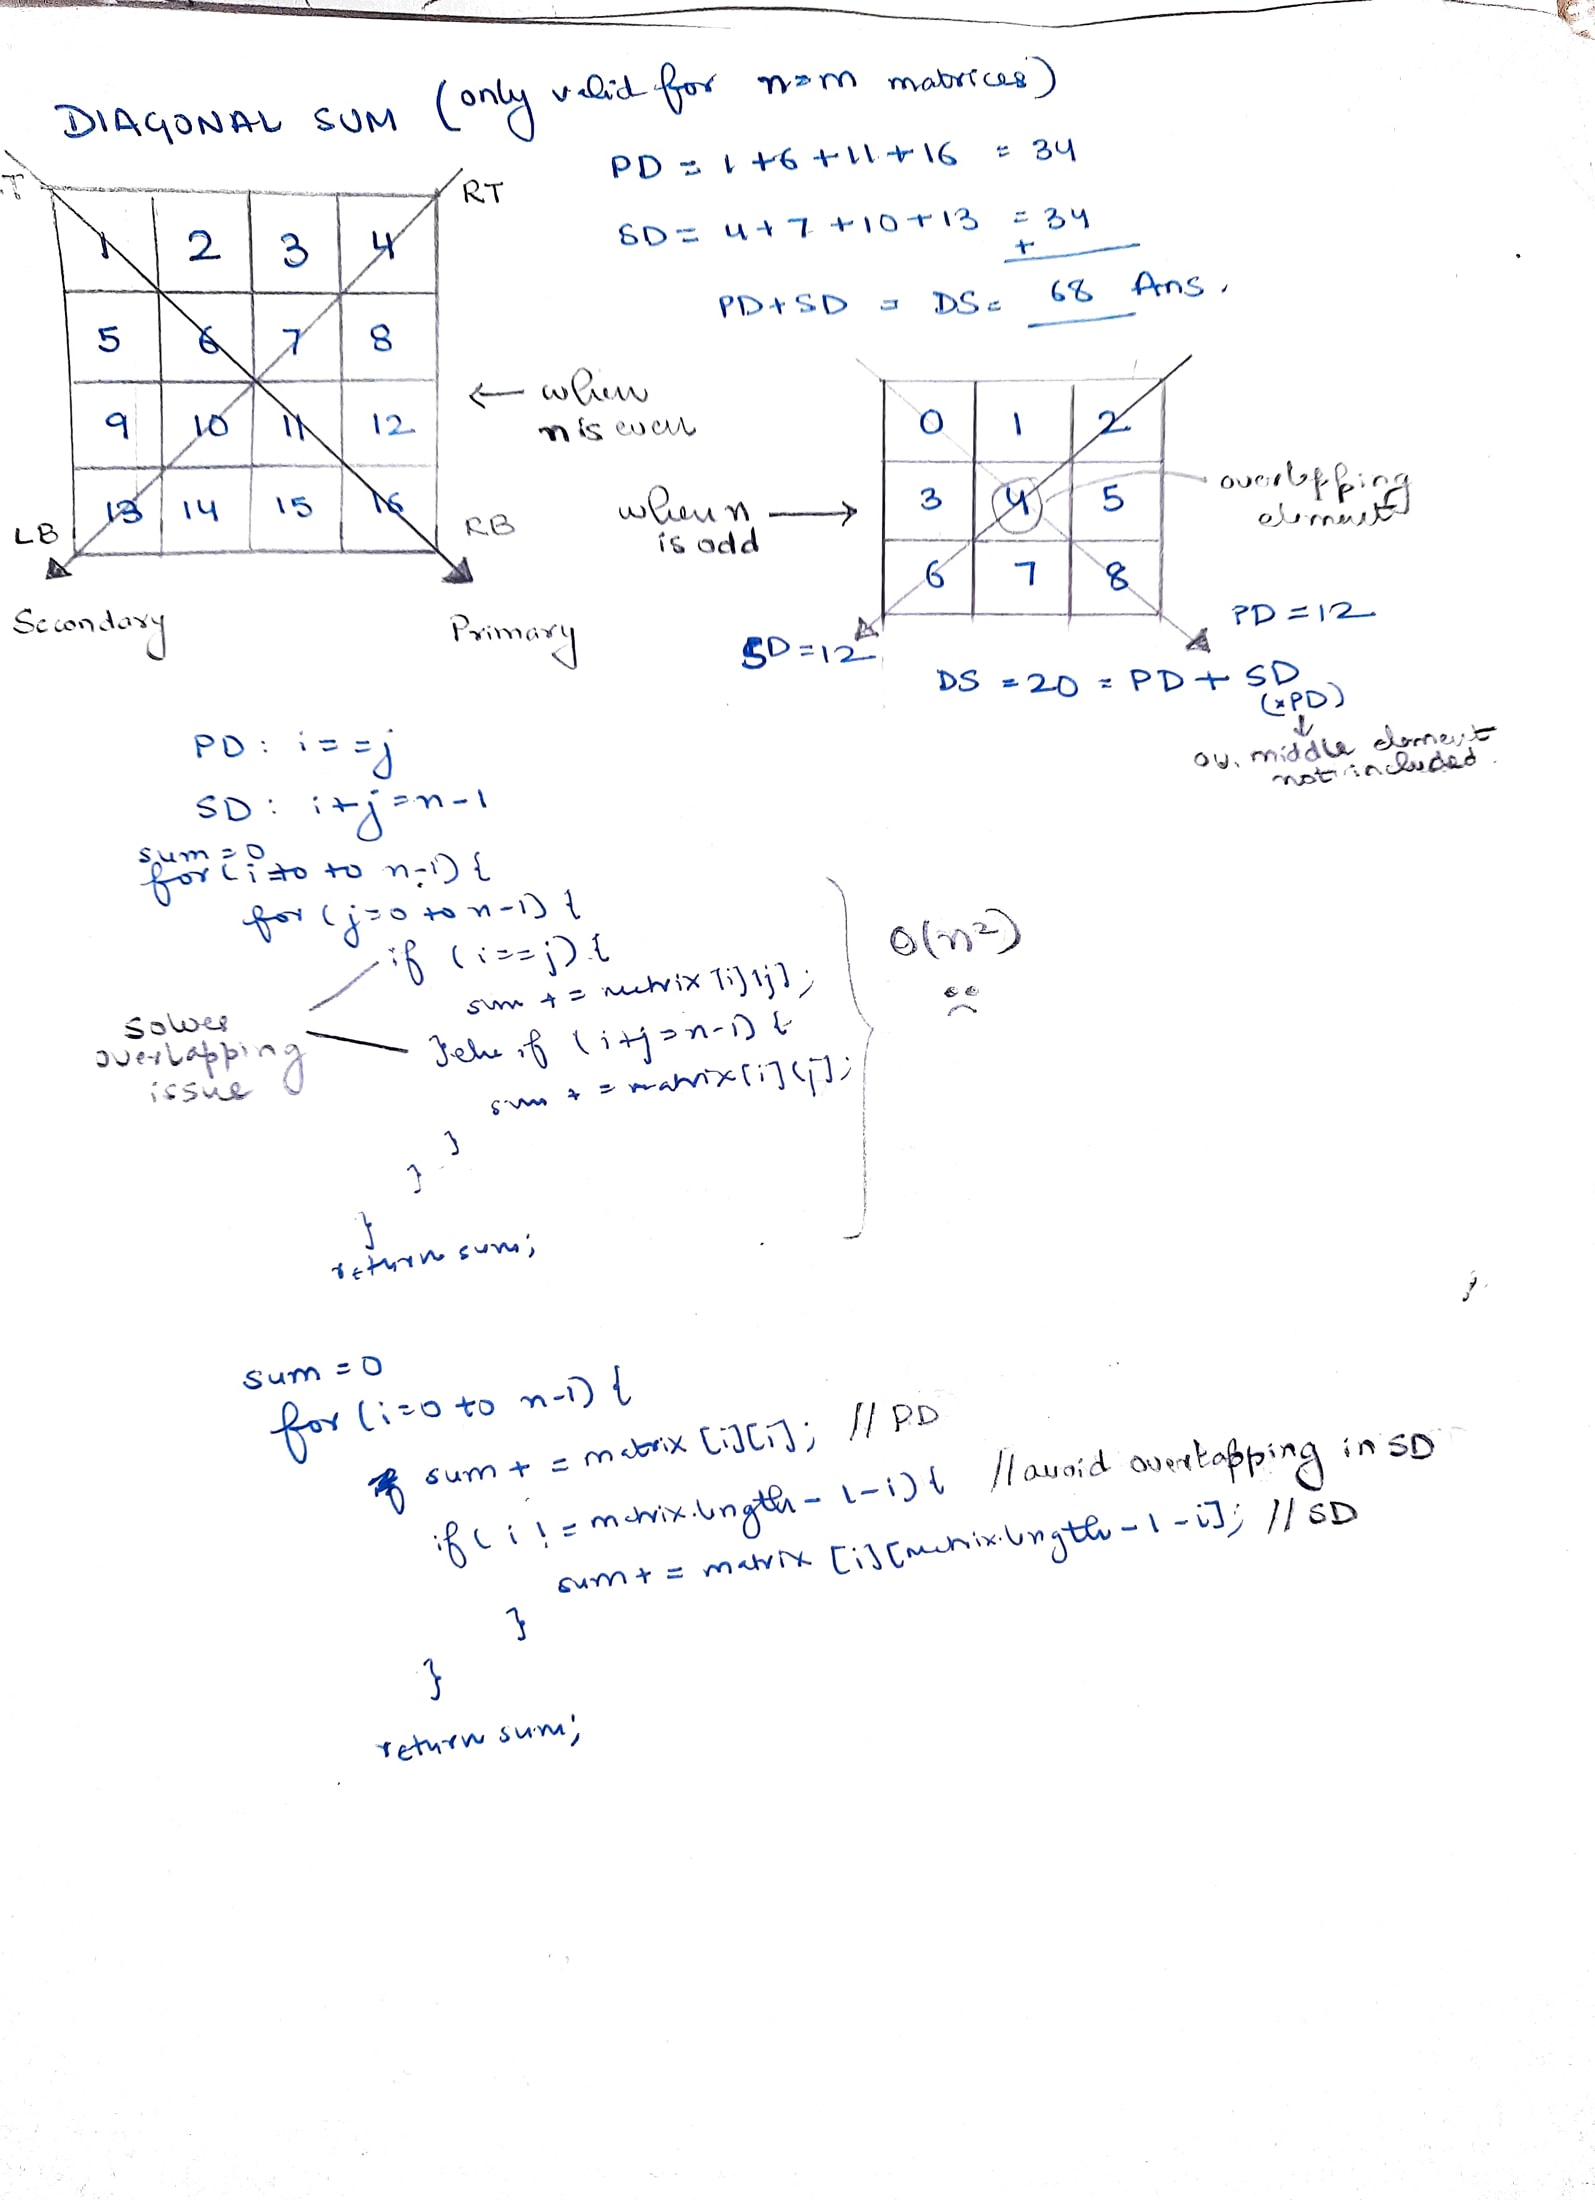 DIAGONAL SUM (only valid for n=m matrices)
PD = 1+6+11+16 = 34
SD = 4+7+10+13 = 34
+
PD+SD = DS = 68 Ans.
T
RT
1 2 3 4
5 6 7 8
9 10 11 12
13 14 15 16
LB
RB
Secondary
Primary
← when
n is even
when n →
is odd
0 1 2
3 4 5
6 7 8
overlapping
element
SD=12
PD=12
DS = 20 = PD + SD
(*PD)
↓
ov. middle element
not included.
PD: i==j
SD: i+j=n-1
sum=0
for (i=0 to n-1) {
for (j=0 to n-1) {
if (i==j) {
sum += matrix[i][j];
}else if (i+j=n-1) {
sum += matrix[i][j];
}
}
}
return sum;
solves
overlapping
issue
O(n²)
sum=0
for (i=0 to n-1) {
sum += matrix[i][i]; // PD
if (i != matrix.length-1-i) { //avoid overlapping in SD
sum += matrix[i][matrix.length-1-i]; // SD
}
}
return sum;